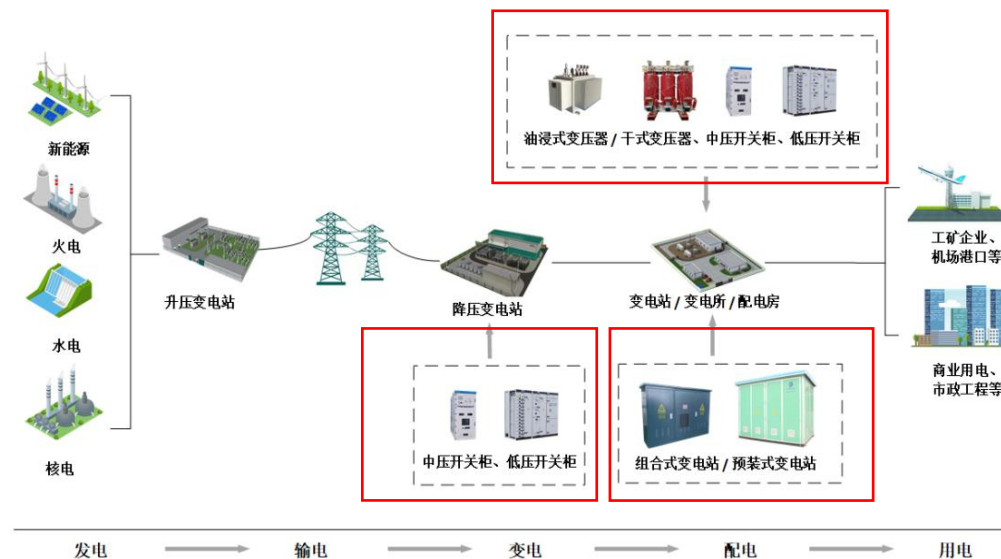 油浸式变压器 / 干式变压器、中压开关柜、低压开关柜
新能源
火电
水电
核电
升压变电站
降压变电站
变电站 / 变电所 / 配电房
工矿企业、
机场港口等
商业用电、
市政工程等
中压开关柜、低压开关柜
组合式变电站 / 预装式变电站
发电
输电
变电
配电
用电